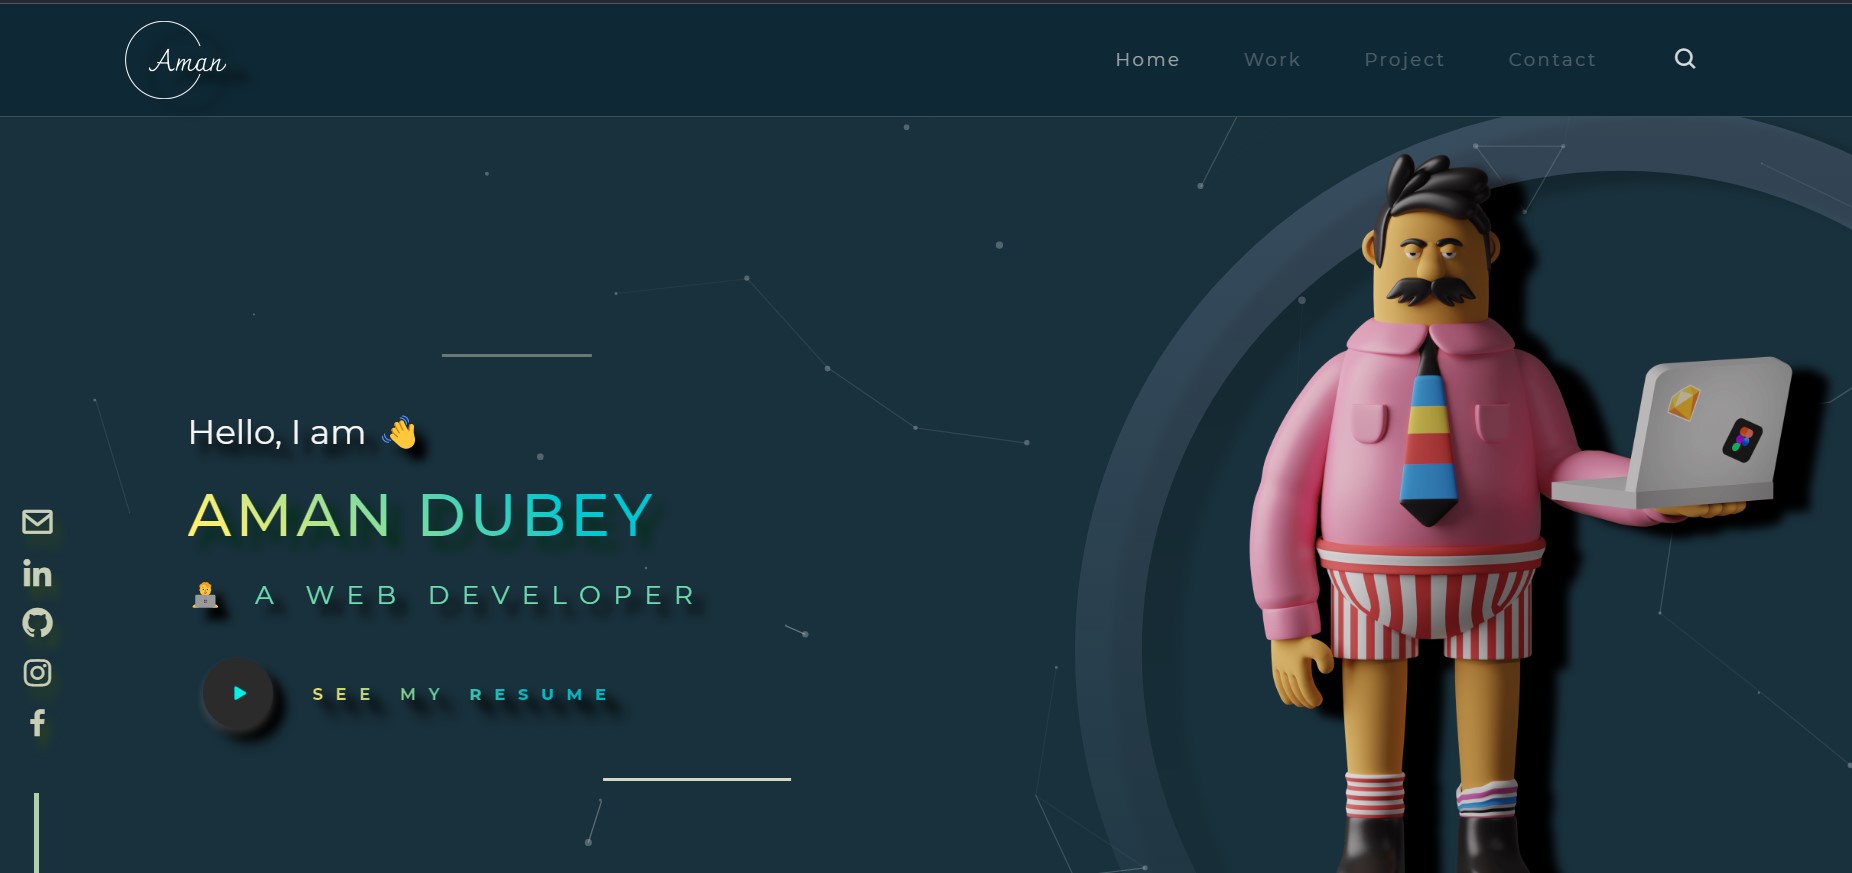 Aman
Home Work Project Contact
Hello, I am
AMAN DUBEY
A WEB DEVELOPER
SEE MY RESUME